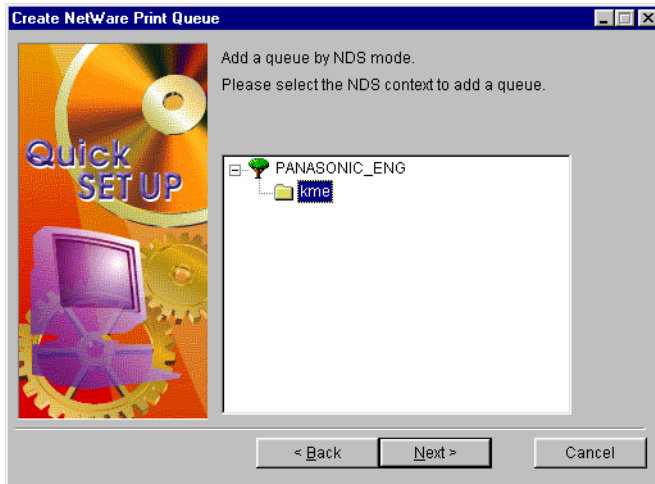 Create NetWare Print Queue
Add a queue by NDS mode.
Please select the NDS context to add a queue.
Quick
SET UP
PANASONIC_ENG
kme
< Back
Next >
Cancel